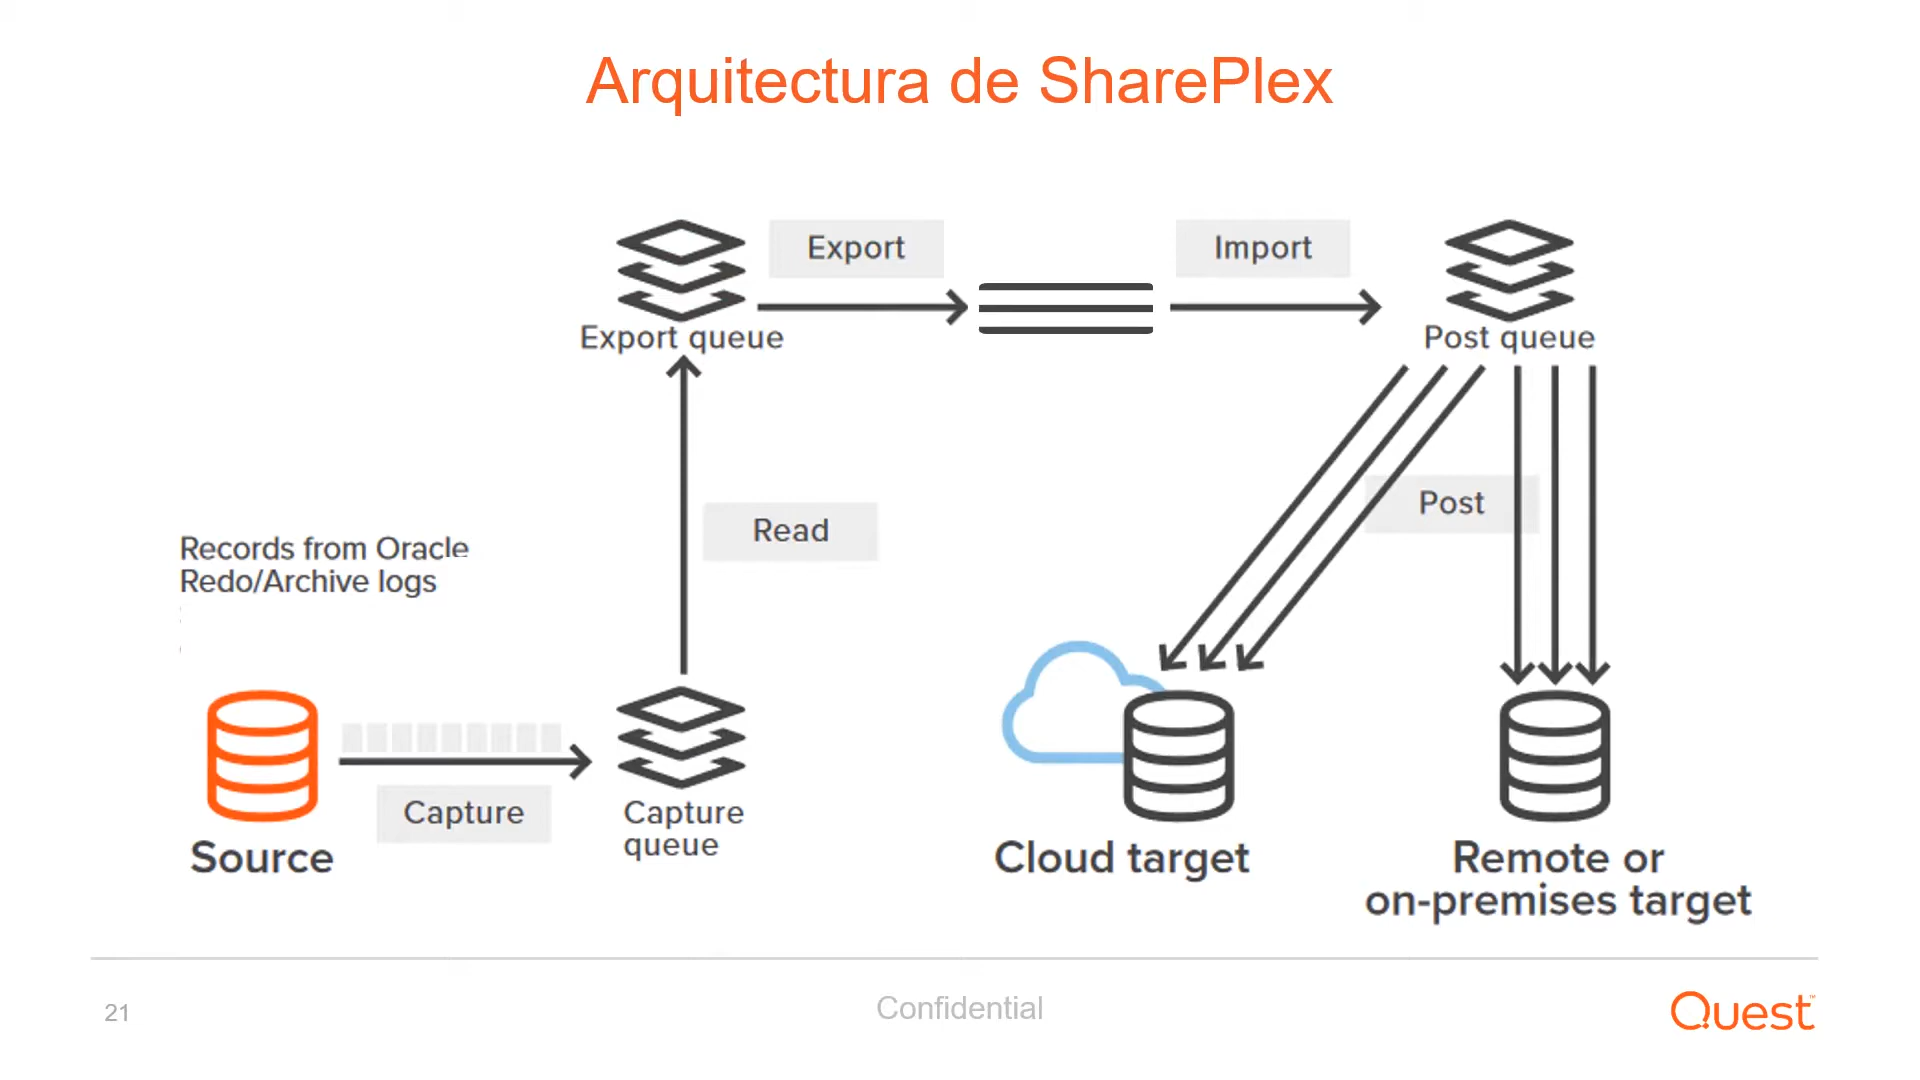 Arquitectura de SharePlex
Export
Import
Export queue
Post queue
Read
Post
Records from Oracle
Redo/Archive logs
Capture
Capture
queue
Source
Cloud target
Remote or
on-premises target
21
Confidential
Quest™